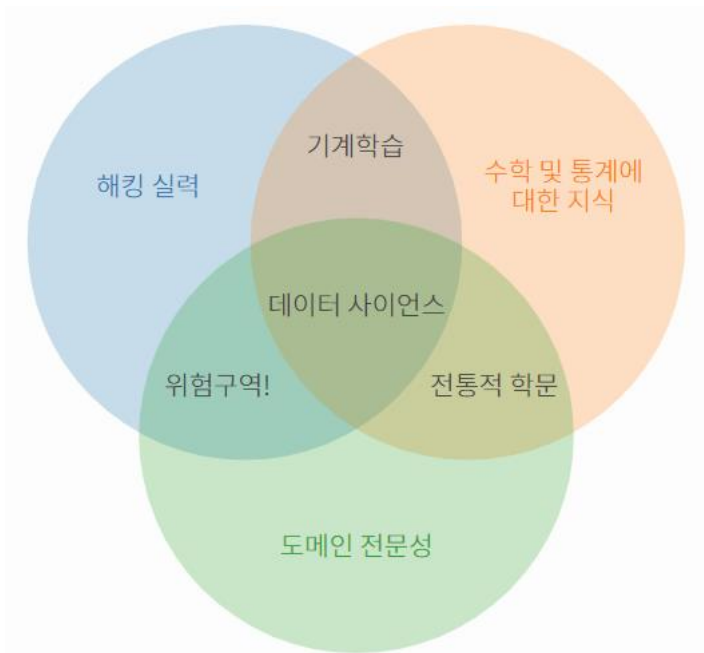 기계학습
해킹 실력
수학 및 통계에
대한 지식
데이터 사이언스
위험구역!
전통적 학문
도메인 전문성